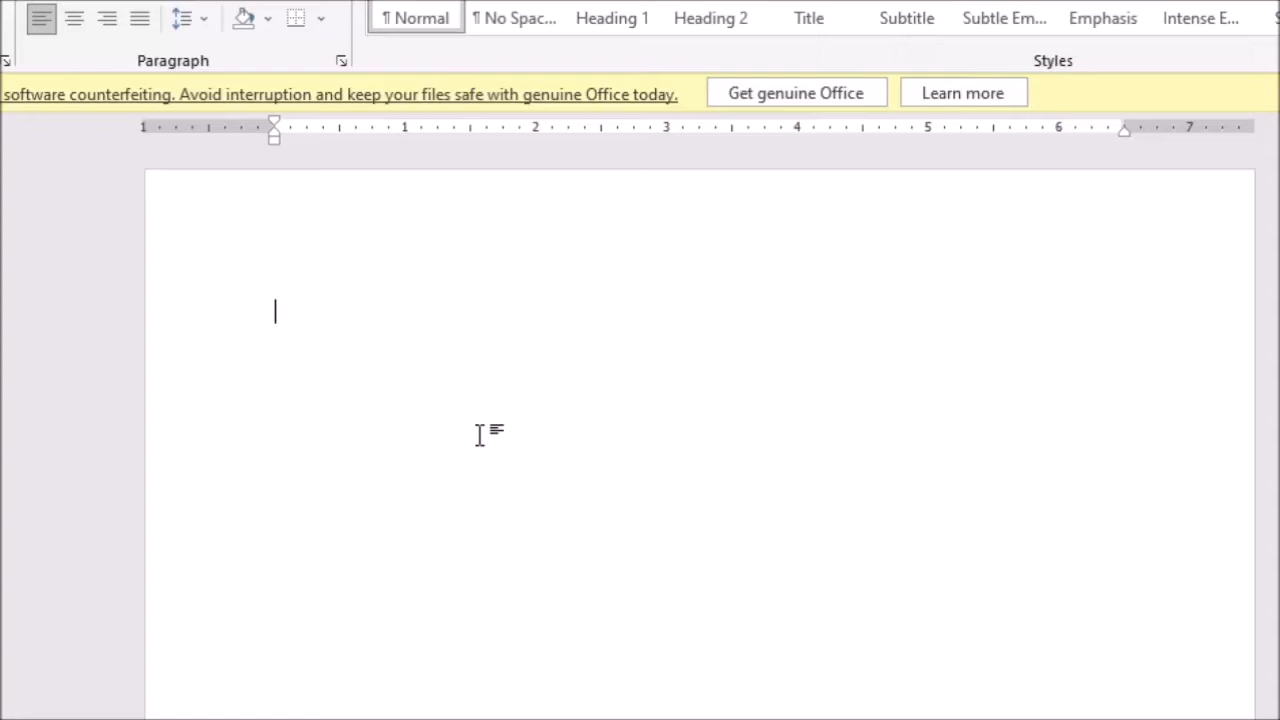 ¶ Normal ¶ No Spac... Heading 1 Heading 2 Title Subtitle Subtle Em... Emphasis Intense E...
Paragraph Styles
software counterfeiting. Avoid interruption and keep your files safe with genuine Office today. Get genuine Office Learn more
1 1 2 3 4 5 6 7